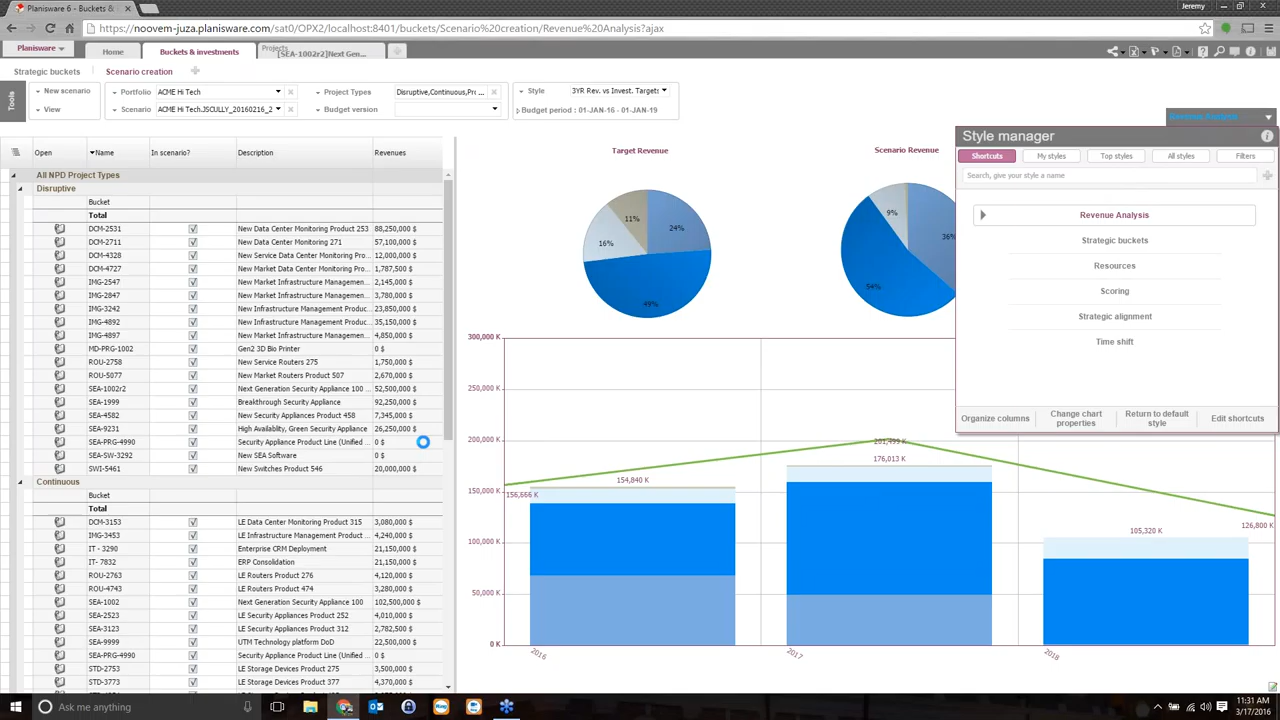 Planisware 6 - Buckets &
Jeremy
https://noovem-juza.planisware.com/sat0/OPX2/localhost:8401/buckets/Scenario%20creation/Revenue%20Analysis?ajax
Planisware
Home
Buckets & investments
Projects
[SEA-1002r2]Next Gen...
Strategic buckets
Scenario creation
Tools
New scenario
View
Portfolio
ACME Hi Tech
Scenario
ACME Hi Tech.JSCULLY_20160216_2
Project Types
Disruptive,Continuous,Pro...
Budget version
Style
3YR Rev. vs Invest. Targets
Budget period : 01-JAN-16 - 01-JAN-19
Revenue Analysis
Open
Name
In scenario?
Description
Revenues
All NPD Project Types
Disruptive
Bucket
Total
DCM-2531 New Data Center Monitoring Product 253 88,250,000 $
DCM-2711 New Data Center Monitoring 271 57,100,000 $
DCM-4328 New Service Data Center Monitoring Pro... 12,000,000 $
DCM-4727 New Market Data Center Monitoring Pro... 1,787,500 $
IMG-2547 New Market Infrastructure Managemen... 2,145,000 $
IMG-2847 New Market Infrastructure Managemen... 3,780,000 $
IMG-3242 New Infrastructure Management Produc... 23,850,000 $
IMG-4892 New Infrastructure Management Produc... 35,150,000 $
IMG-4897 New Market Infrastructure Managemen... 4,850,000 $
MD-PRG-1002 Gen2 3D Bio Printer 0 $
ROU-2758 New Service Routers 275 1,750,000 $
ROU-5077 New Market Routers Product 507 2,670,000 $
SEA-1002r2 Next Generation Security Appliance 100 ... 52,500,000 $
SEA-1999 Breakthrough Security Appliance 92,250,000 $
SEA-4582 New Security Appliances Product 458 7,345,000 $
SEA-9231 High Availablity, Green Security Appliance 26,250,000 $
SEA-PRG-4990 Security Appliance Product Line (Unified ... 0 $
SEA-SW-3292 New SEA Software 0 $
SWI-5461 New Switches Product 546 20,000,000 $
Continuous
Bucket
Total
DCM-3153 LE Data Center Monitoring Product 315 3,080,000 $
IMG-3453 LE Infrastructure Management Product ... 4,240,000 $
IT - 3290 Enterprise CRM Deployment 21,150,000 $
IT- 7832 ERP Consolidation 21,150,000 $
ROU-2763 LE Routers Product 276 4,120,000 $
ROU-4743 LE Routers Product 474 3,280,000 $
SEA-1002 Next Generation Security Appliance 100 102,500,000 $
SEA-2523 LE Security Appliances Product 252 4,010,000 $
SEA-3123 LE Security Appliances Product 312 2,782,500 $
SEA-9999 UTM Technology platform DoD 22,500,000 $
SEA-PRG-4990 Security Appliance Product Line (Unified ... 0 $
STD-2753 LE Storage Devices Product 275 3,500,000 $
STD-3773 LE Storage Devices Product 377 4,370,000 $
Target Revenue
11%
24%
16%
49%
Scenario Revenue
9%
36%
54%
300,000 K
250,000 K
200,000 K
150,000 K
100,000 K
50,000 K
0 K
156,666 K
154,840 K
201,499 K
176,013 K
105,320 K
126,800 K
2016
2017
2018
Style manager
Shortcuts
My styles
Top styles
All styles
Filters
Search, give your style a name
Revenue Analysis
Strategic buckets
Resources
Scoring
Strategic alignment
Time shift
Organize columns
Change chart properties
Return to default style
Edit shortcuts
Ask me anything
11:31 AM
3/17/2016